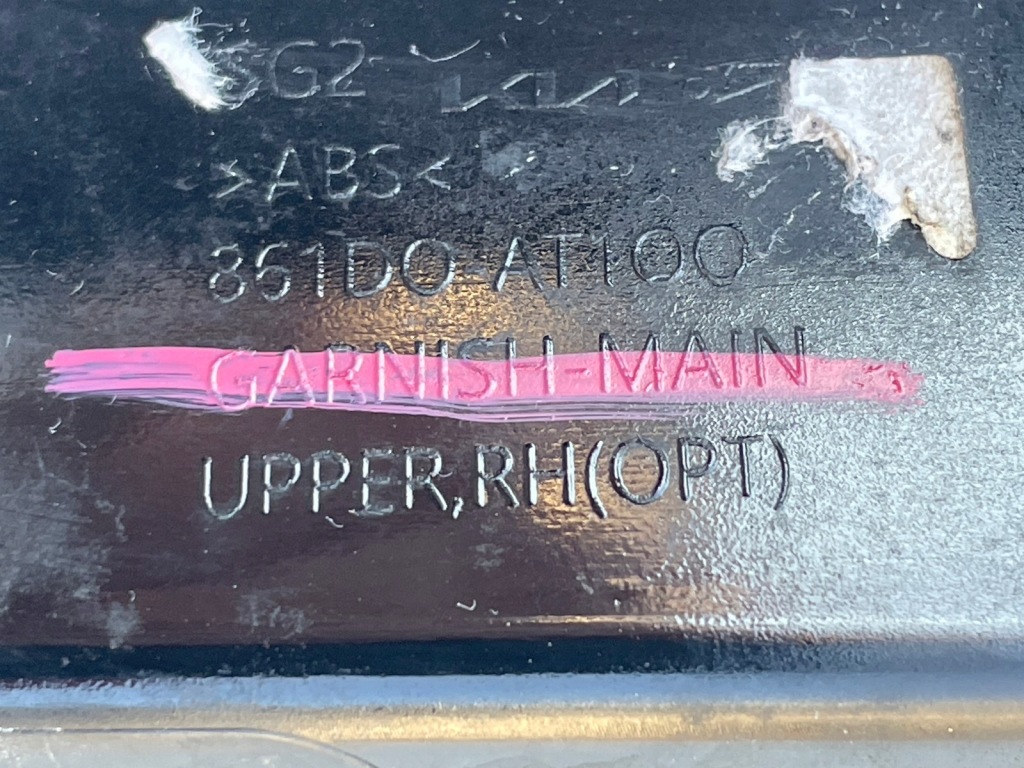 SG2
>ABS<
861D0-AT100
GARNISH-MAIN
UPPER,RH(OPT)